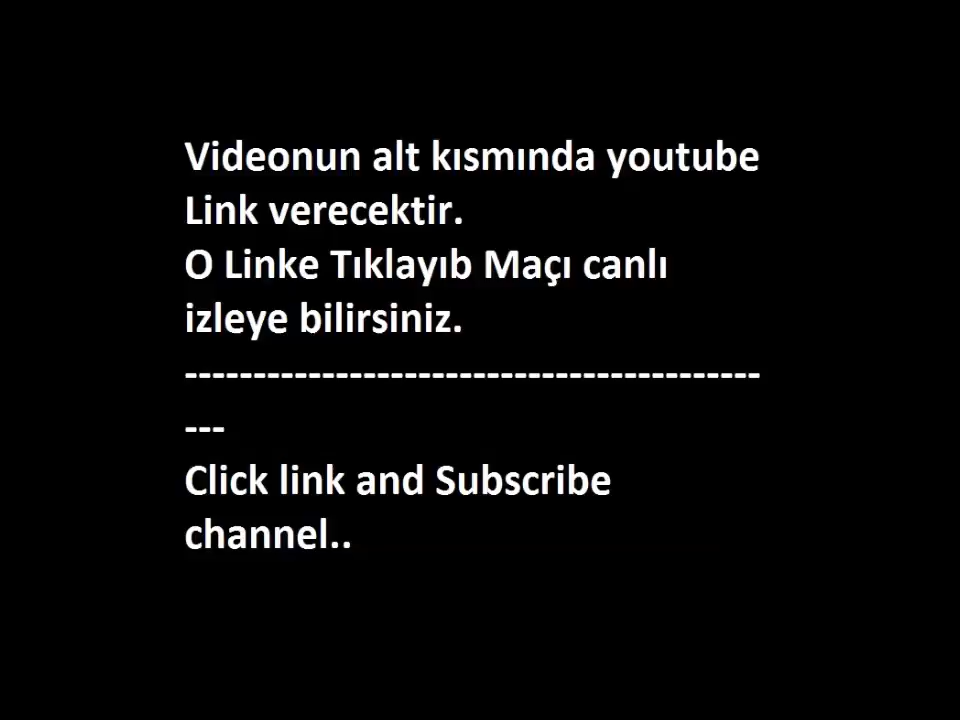 Videonun alt kısmında youtube
Link verecektir.
O Linke Tıklayıb Maçı canlı
izleye bilirsiniz.
------------------------------------------
---
Click link and Subscribe
channel..